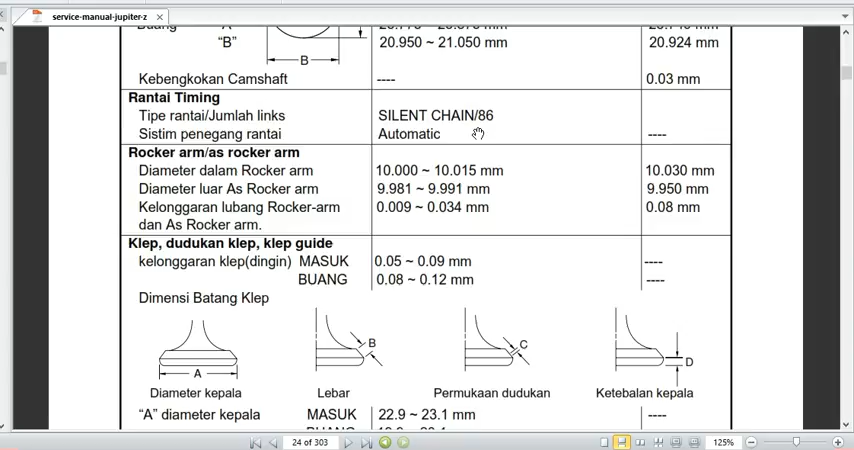 service-manual-jupiter-z
"B" 20.950 ~ 21.050 mm 20.924 mm
B
Kebengkokan Camshaft ---- 0.03 mm
Rantai Timing
Tipe rantai/Jumlah links SILENT CHAIN/86
Sistim penegang rantai Automatic ----
Rocker arm/as rocker arm
Diameter dalam Rocker arm 10.000 ~ 10.015 mm 10.030 mm
Diameter luar As Rocker arm 9.981 ~ 9.991 mm 9.950 mm
Kelonggaran lubang Rocker-arm 0.009 ~ 0.034 mm 0.08 mm
dan As Rocker arm.
Klep, dudukan klep, klep guide
kelonggaran klep(dingin) MASUK 0.05 ~ 0.09 mm ----
BUANG 0.08 ~ 0.12 mm ----
Dimensi Batang Klep
A B C D
Diameter kepala Lebar Permukaan dudukan Ketebalan kepala
"A" diameter kepala MASUK 22.9 ~ 23.1 mm ----
24 of 303 125%